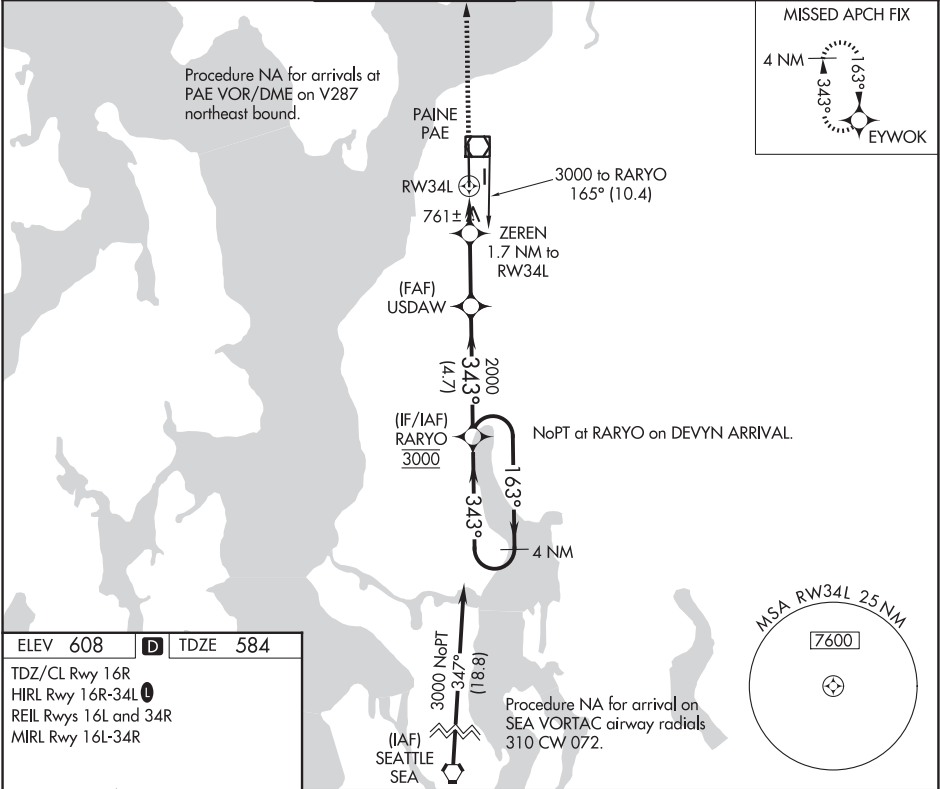 MISSED APCH FIX
4 NM
343°
163°
EYWOK
Procedure NA for arrivals at
PAE VOR/DME on V287
northeast bound.
PAINE
PAE
RW34L
3000 to RARYO
165° (10.4)
761±
ZEREN
1.7 NM to
RW34L
(FAF)
USDAW
2000
343°
(4.7)
(IF/IAF)
RARYO
3000
NoPT at RARYO on DEVYN ARRIVAL.
163°
343°
4 NM
MSA RW34L 25 NM
7600
ELEV 608 D TDZE 584
TDZ/CL Rwy 16R
HIRL Rwy 16R-34L L
REIL Rwys 16L and 34R
MIRL Rwy 16L-34R
3000 NoPT
347°
(18.8)
Procedure NA for arrival on
SEA VORTAC airway radials
310 CW 072.
(IAF)
SEATTLE
SEA